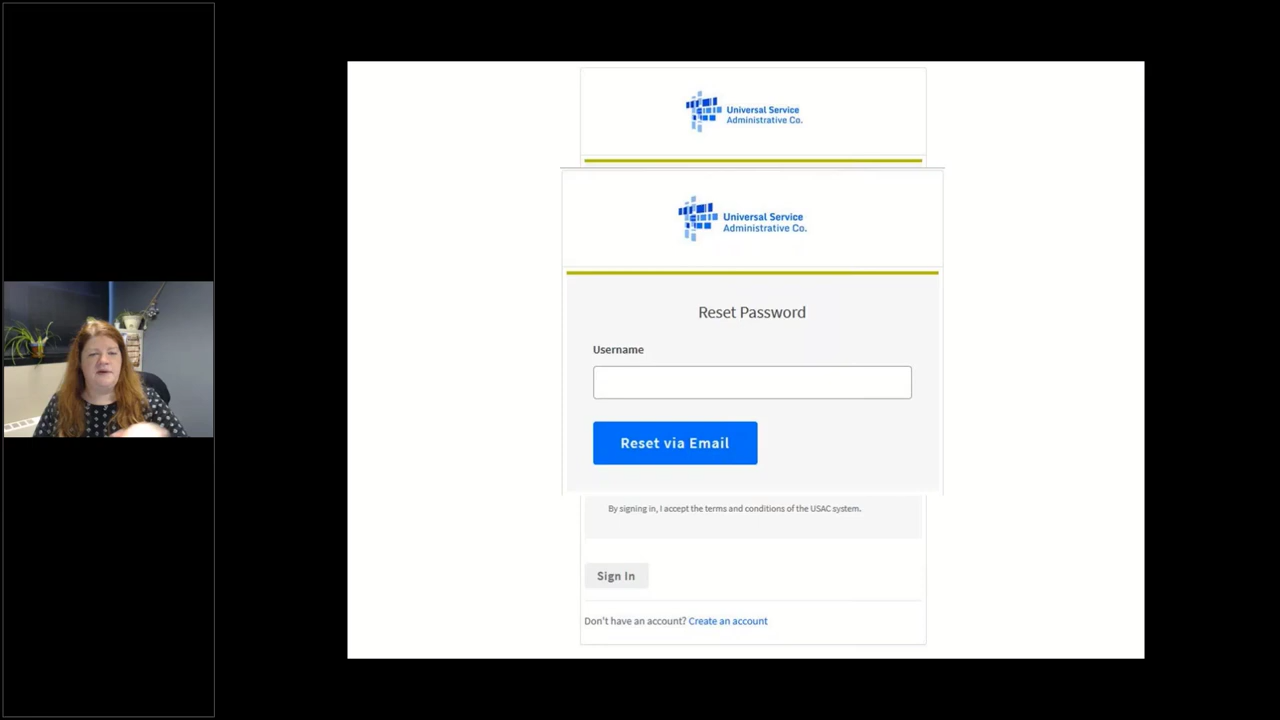 Universal Service
Administrative Co.
Universal Service
Administrative Co.
Reset Password
Username
Reset via Email
By signing in, I accept the terms and conditions of the USAC system.
Sign In
Don't have an account? Create an account